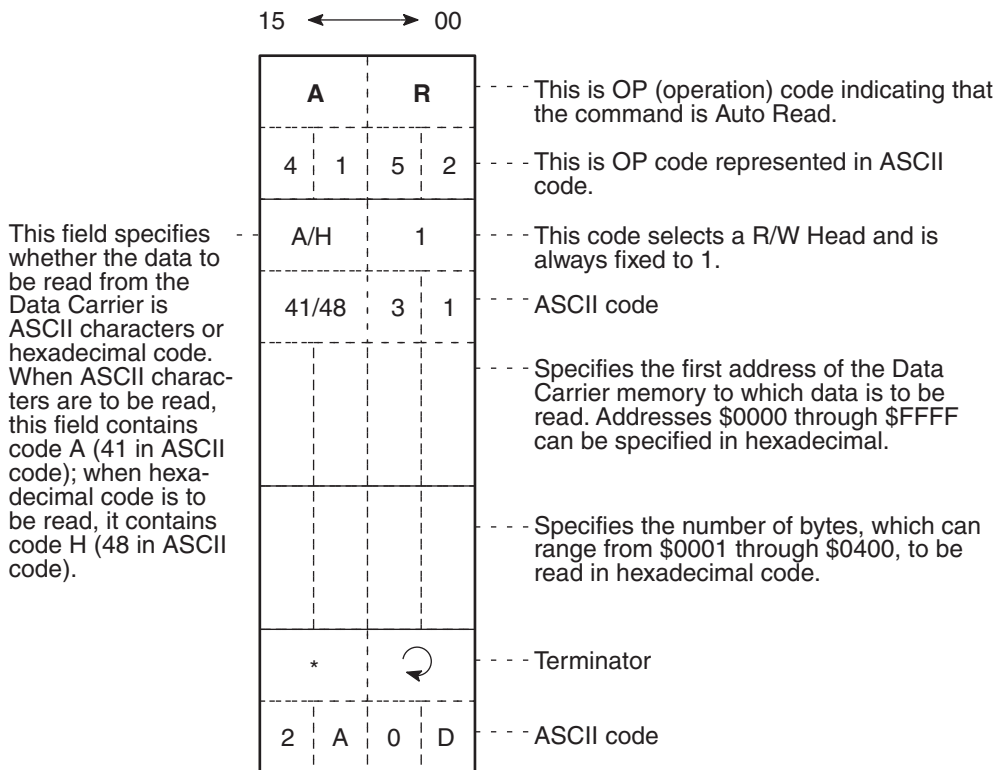 15 00
A R
This is OP (operation) code indicating that
the command is Auto Read.
4 1 5 2
This is OP code represented in ASCII
code.
This field specifies
whether the data to
be read from the
Data Carrier is
ASCII characters or
hexadecimal code.
When ASCII charac-
ters are to be read,
this field contains
code A (41 in ASCII
code); when hexa-
decimal code is to
be read, it contains
code H (48 in ASCII
code).
A/H 1
This code selects a R/W Head and is
always fixed to 1.
41/48 3 1
ASCII code
Specifies the first address of the Data
Carrier memory to which data is to be
read. Addresses $0000 through $FFFF
can be specified in hexadecimal.
Specifies the number of bytes, which can
range from $0001 through $0400, to be
read in hexadecimal code.
*
Terminator
2 A 0 D
ASCII code